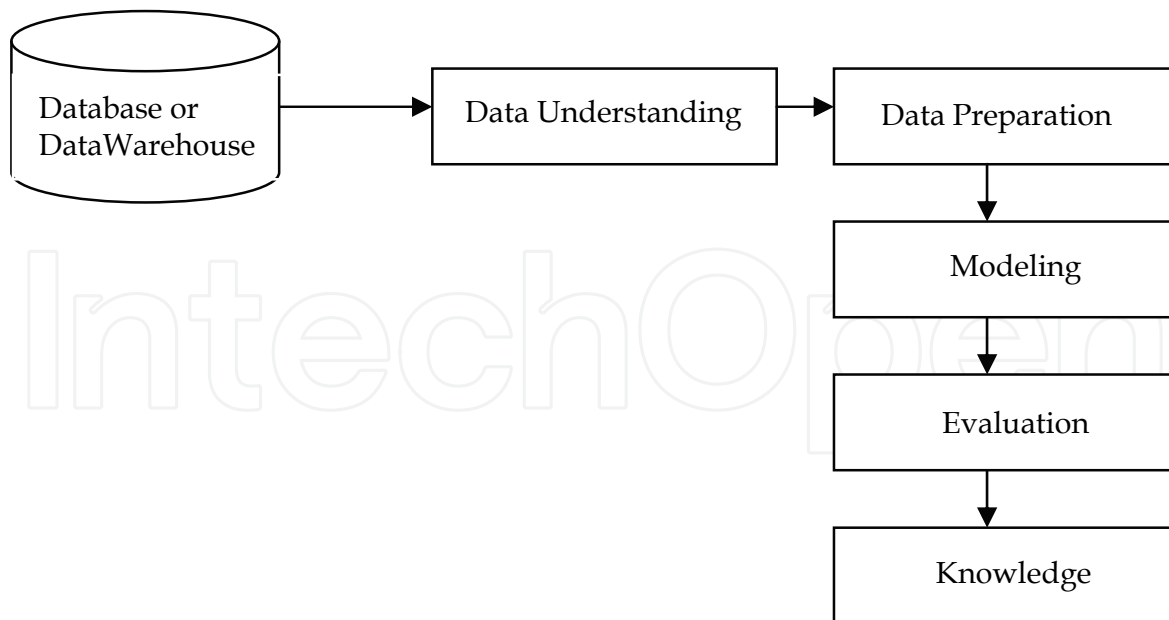 Database or
DataWarehouse
Data Understanding
Data Preparation
Modeling
IntechOpen
Evaluation
Knowledge